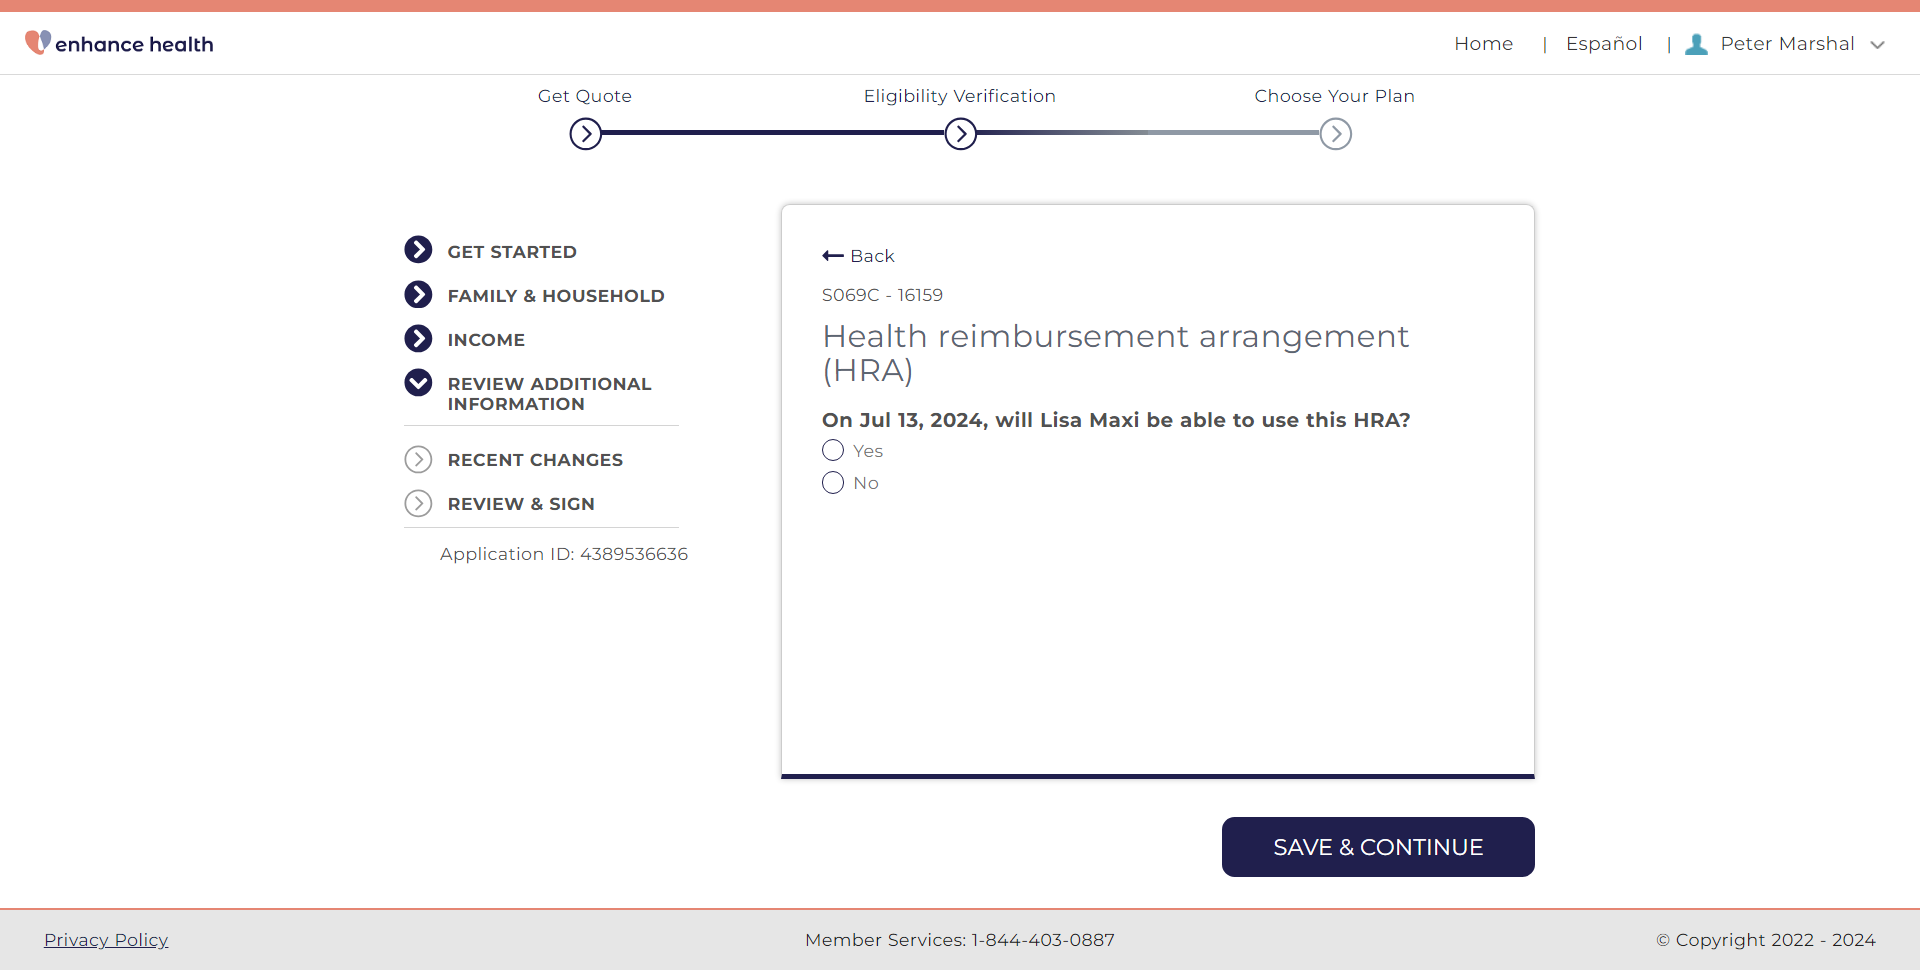 enhance health
Home | Español | Peter Marshal
Get Quote
Eligibility Verification
Choose Your Plan
GET STARTED
FAMILY & HOUSEHOLD
INCOME
REVIEW ADDITIONAL
INFORMATION
RECENT CHANGES
REVIEW & SIGN
Application ID: 4389536636
Back
S069C - 16159
Health reimbursement arrangement
(HRA)
On Jul 13, 2024, will Lisa Maxi be able to use this HRA?
Yes
No
SAVE & CONTINUE
Privacy Policy
Member Services: 1-844-403-0887
© Copyright 2022 - 2024